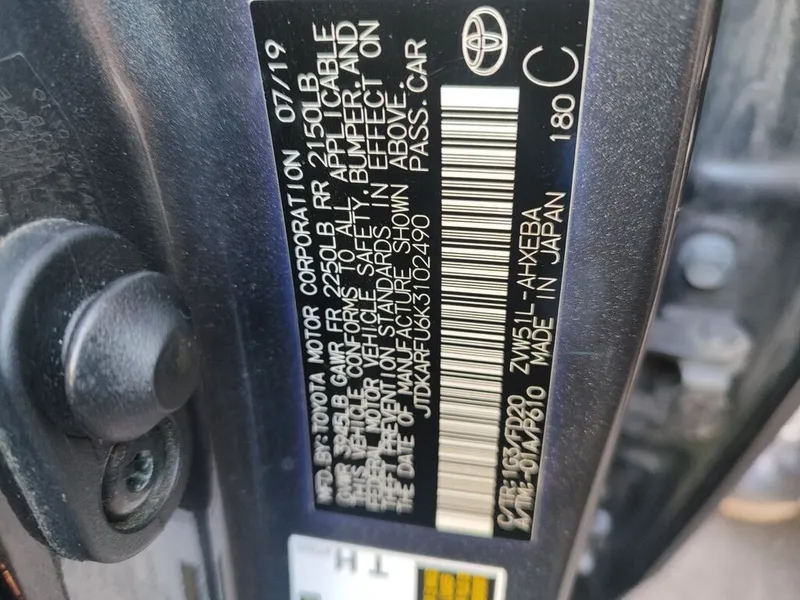 MFD. BY: TOYOTA MOTOR CORPORATION 07/19
GVWR 3945LB GAWR FR 2250LB RR 2150LB
THIS VEHICLE CONFORMS TO ALL APPLICABLE
FEDERAL MOTOR VEHICLE SAFETY, BUMPER, AND
THEFT PREVENTION STANDARDS IN EFFECT ON
THE DATE OF MANUFACTURE SHOWN ABOVE.
JTDKARFU6K3102490 PASS. CAR
C/TR: 1G3/FD20 ZVW51L-AHXEBA
A/TM: -01A/P610 MADE IN JAPAN
180 C
TH